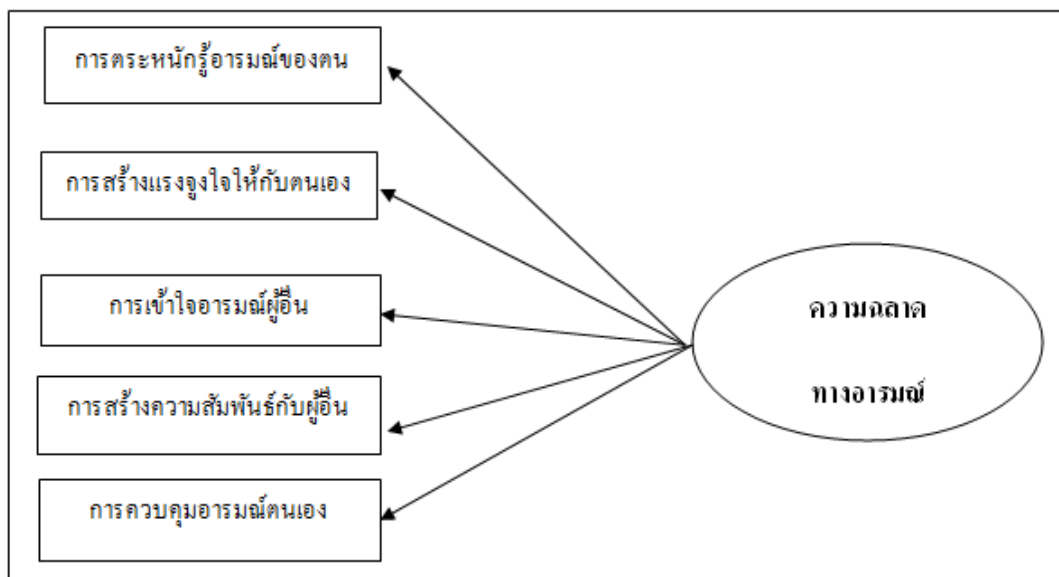 การตระหนักรู้อารมณ์ของตน
การสร้างแรงจูงใจให้กับตนเอง
การเข้าใจอารมณ์ผู้อื่น
การสร้างความสัมพันธ์กับผู้อื่น
การควบคุมอารมณ์ตนเอง
ความฉลาด
ทางอารมณ์